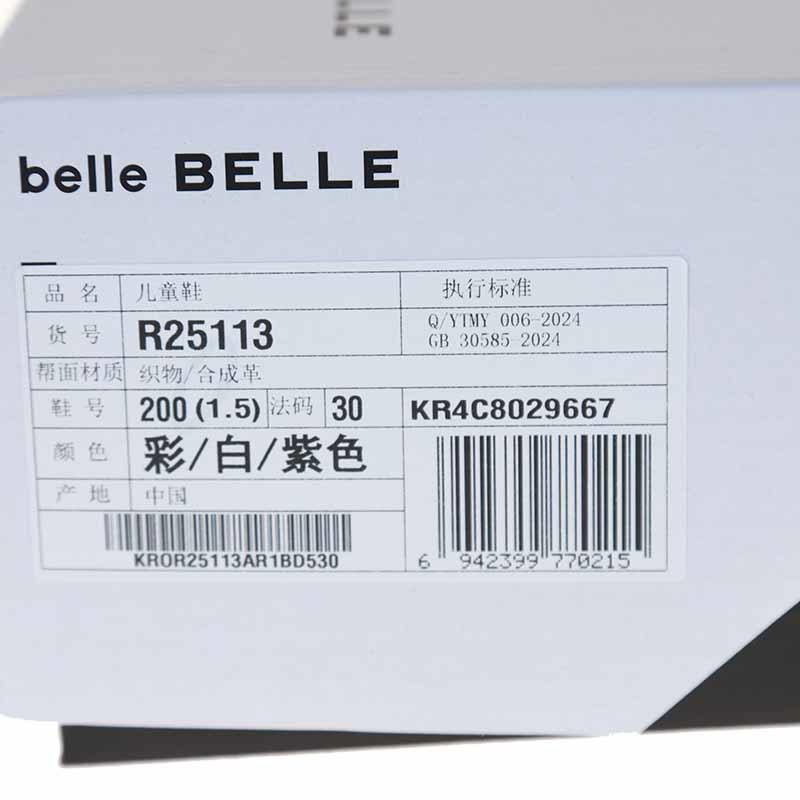 belle BELLE
品名 儿童鞋 执行标准
货号 R25113 Q/YTMY 006-2024
GB 30585-2024
帮面材质 织物/合成革
鞋号 200 (1.5) 法码 30 KR4C8029667
颜色 彩/白/紫色
产地 中国
KROR25113AR1BD530
6 942399 770215